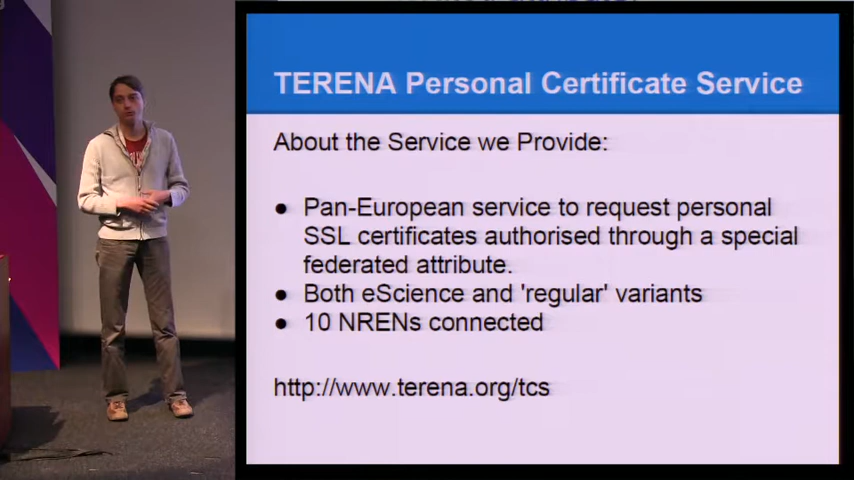 TERENA Personal Certificate Service
About the Service we Provide:
● Pan-European service to request personal
SSL certificates authorised through a special
federated attribute.
● Both eScience and 'regular' variants
● 10 NRENs connected
http://www.terena.org/tcs